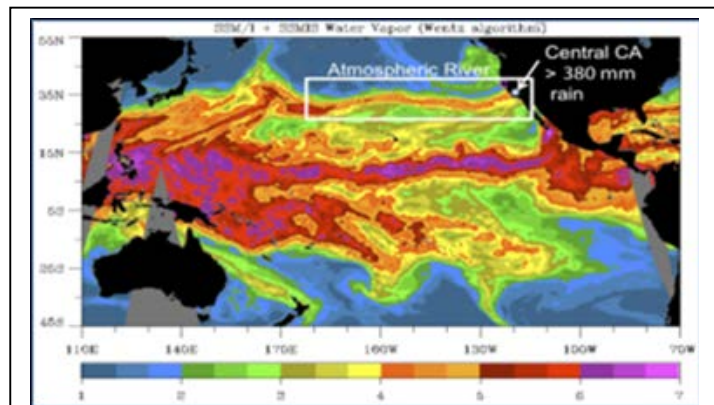 SSM/I + SSMIS Water Vapor (Wentz algorithm)
55N
35N
15N
5S
25S
45S
Atmospheric River
Central CA
> 380 mm
rain
110E 140E 170E 160W 130W 100W 70W
1 2 3 4 5 6 7